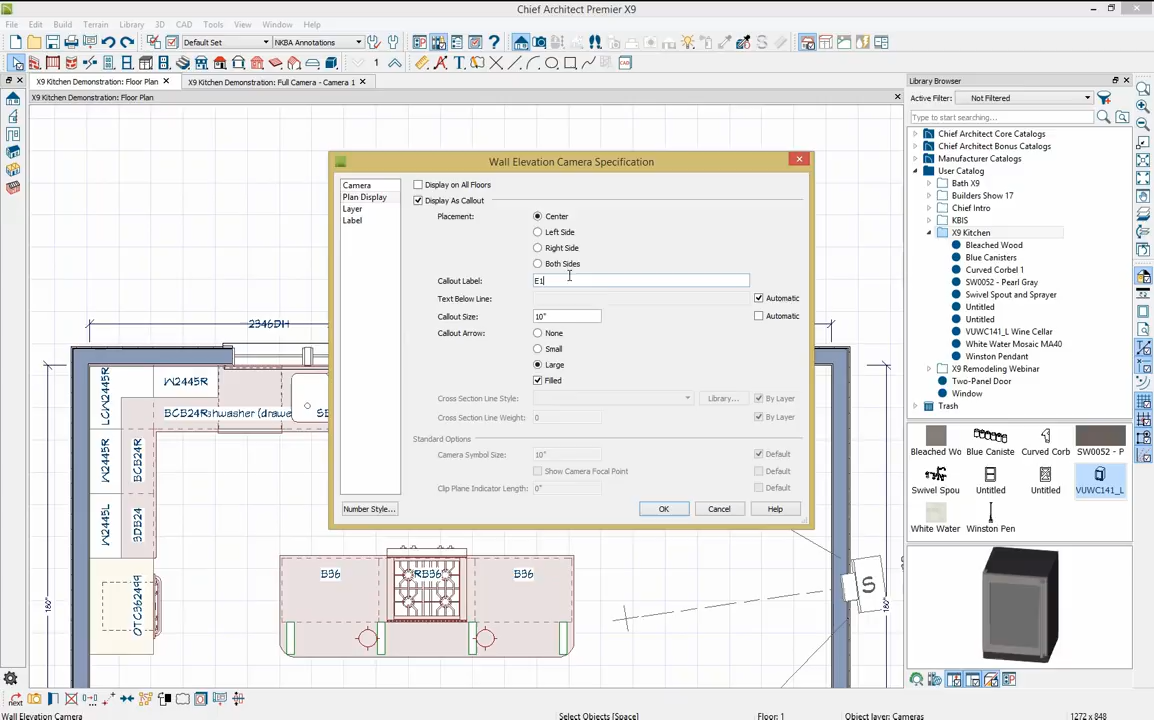 Chief Architect Premier X9
File Edit Build Terrain Library 3D CAD Tools Window View Window Help
Default Set
NKBA Annotations
X9 Kitchen Demonstration: Floor Plan
X9 Kitchen Demonstration: Full Camera - Camera 1
X9 Kitchen Demonstration: Floor Plan
Library Browser
Active Filter:
Not Filtered
Type to start searching...
Chief Architect Core Catalogs
Chief Architect Bonus Catalogs
Manufacturer Catalogs
User Catalog
Bath X9
Builders Show 17
Chief Intro
KBIS
X9 Kitchen
Bleached Wood
Blue Canisters
Curved Corbel 1
SW0052 - Pearl Gray
Swivel Spout and Sprayer
Untitled
Untitled
VUWC141_L Wine Cellar
White Water Mosaic MA40
Winston Pendant
X9 Remodeling Webinar
Two-Panel Door
Window
Trash
Bleached Wo
Blue Caniste
Curved Corb
SW0052 - P
Swivel Spou
Untitled
Untitled
VUWC141_L
White Water
Winston Pen
Wall Elevation Camera Specification
Camera
Plan Display
Layer
Label
Display on All Floors
Display As Callout
Placement:
Center
Left Side
Right Side
Both Sides
Callout Label:
E1
Text Below Line:
Automatic
Callout Size:
10"
Automatic
Callout Arrow:
None
Small
Large
Filled
Cross Section Line Style:
Library...
By Layer
Cross Section Line Weight:
0
By Layer
Standard Options
Camera Symbol Size:
10"
Default
Show Camera Focal Point
Default
Clip Plane Indicator Length:
0"
Default
Number Style...
OK
Cancel
Help
2346DH
LCW2445R
W2445R
BCB24R
W2445R
BCB24R
W2445L
3DB24
OTC362499
B36
RB36
B36
S
180"
180"
Wall Elevation Camera
Select Objects [Space]
Floor: 1
Object layer: Cameras
1272 x 848